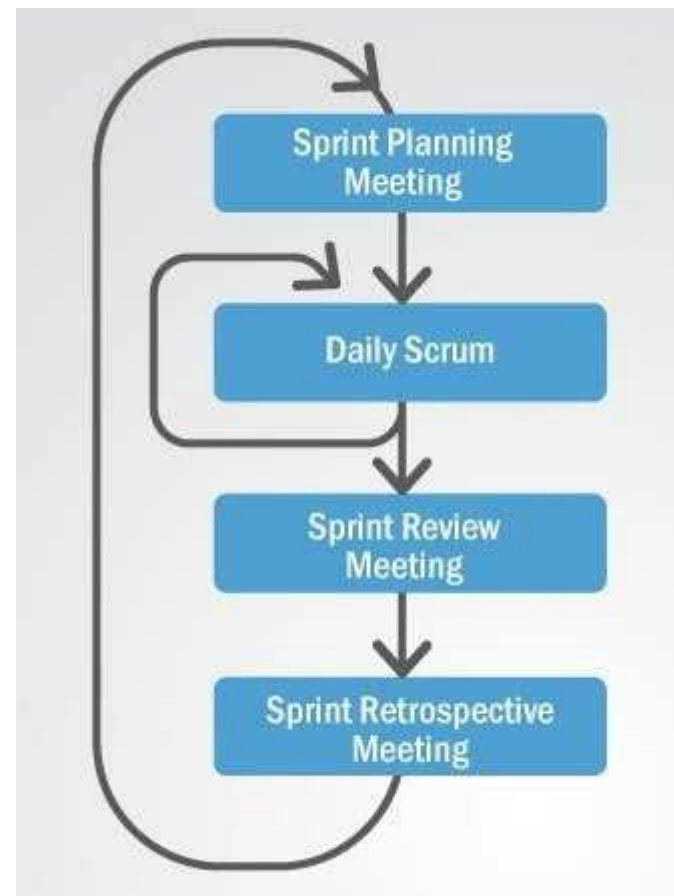 Sprint Planning
Meeting
Daily Scrum
Sprint Review
Meeting
Sprint Retrospective
Meeting